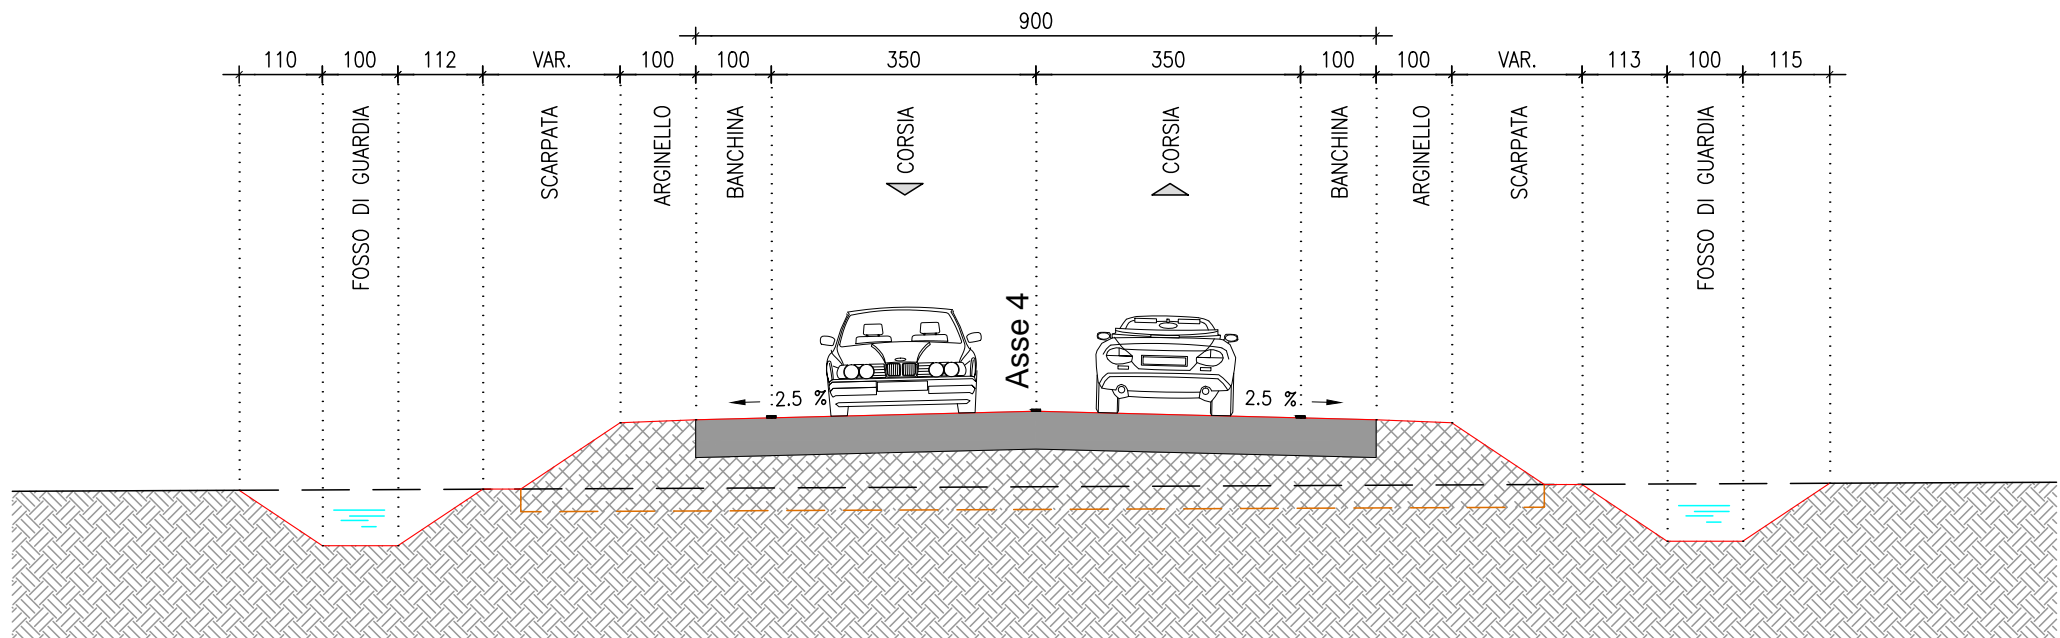 900
110 100 112 VAR. 100 100 350 350 100 100 VAR. 113 100 115
FOSSO DI GUARDIA
SCARPATA
ARGINELLO
BANCHINA
CORSIA
CORSIA
BANCHINA
ARGINELLO
SCARPATA
FOSSO DI GUARDIA
Asse 4
2.5 %
2.5 %